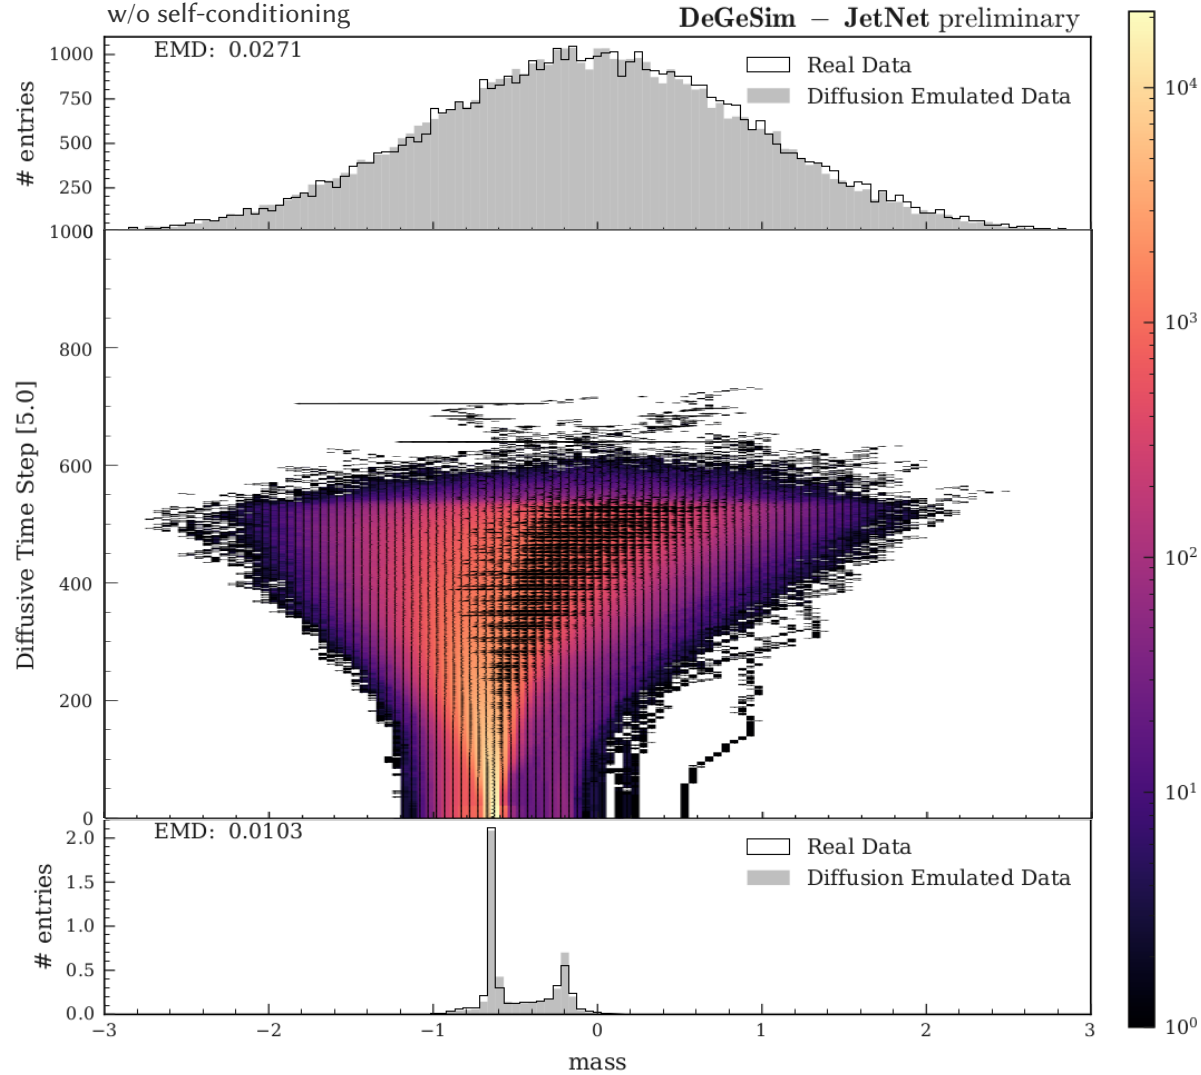 w/o self-conditioning
DeGeSim – JetNet preliminary
EMD: 0.0271
Real Data
Diffusion Emulated Data
# entries
1000
750
500
250
1000
800
600
400
200
0
Diffusive Time Step [5.0]
EMD: 0.0103
Real Data
Diffusion Emulated Data
# entries
2.0
1.5
1.0
0.5
0.0
−3 −2 −1 0 1 2 3
mass
10⁴
10³
10²
10¹
10⁰